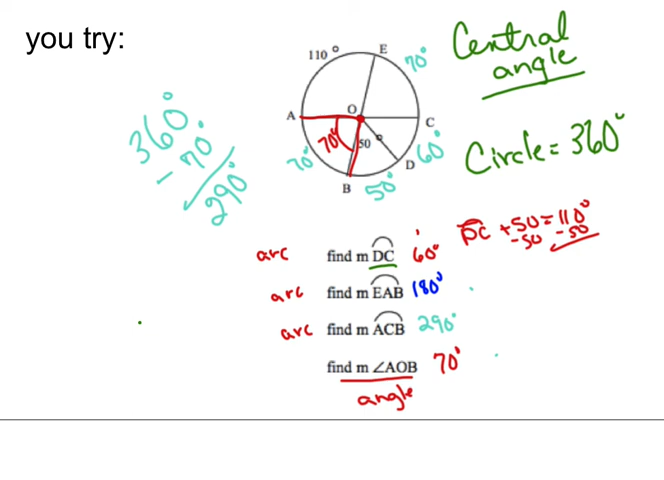 you try:
Central
angle
Circle = 360°
110°
E
70°
A
O
C
70°
50°
60°
70°
D
B
50°
360°
- 70°
290°
DC + 50 = 110°
-50 -50
arc find m DC 60°
arc find m EAB 180°
arc find m ACB 290°
find m ∠AOB 70°
angle